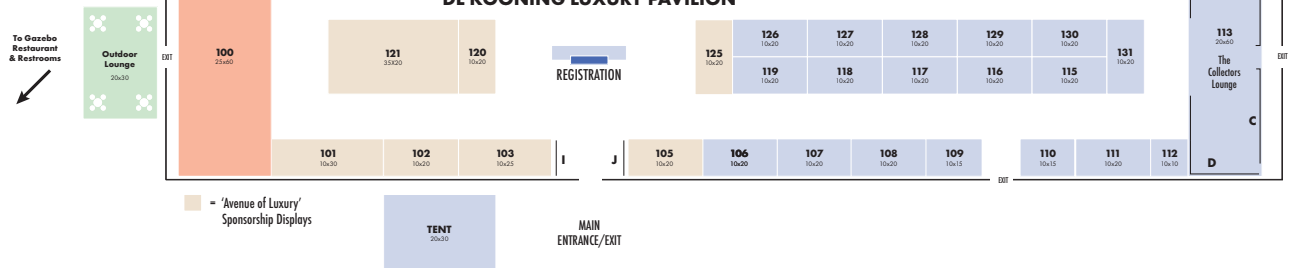 DE KOONING LUXURY PAVILION
To Gazebo
Restaurant
& Restrooms
Outdoor
Lounge
20x30
EXIT
100
25x60
121
35X20
120
10x20
REGISTRATION
125
10x20
126
10x20
127
10x20
128
10x20
129
10x20
130
10x20
131
10x20
119
10x20
118
10x20
117
10x20
116
10x20
115
10x20
113
20x60
The
Collectors
Lounge
EXIT
C
D
101
10x30
102
10x20
103
10x25
I
J
105
10x20
106
10x20
107
10x20
108
10x20
109
10x15
EXIT
110
10x15
111
10x20
112
10x10
= 'Avenue of Luxury'
Sponsorship Displays
TENT
20x30
MAIN
ENTRANCE/EXIT